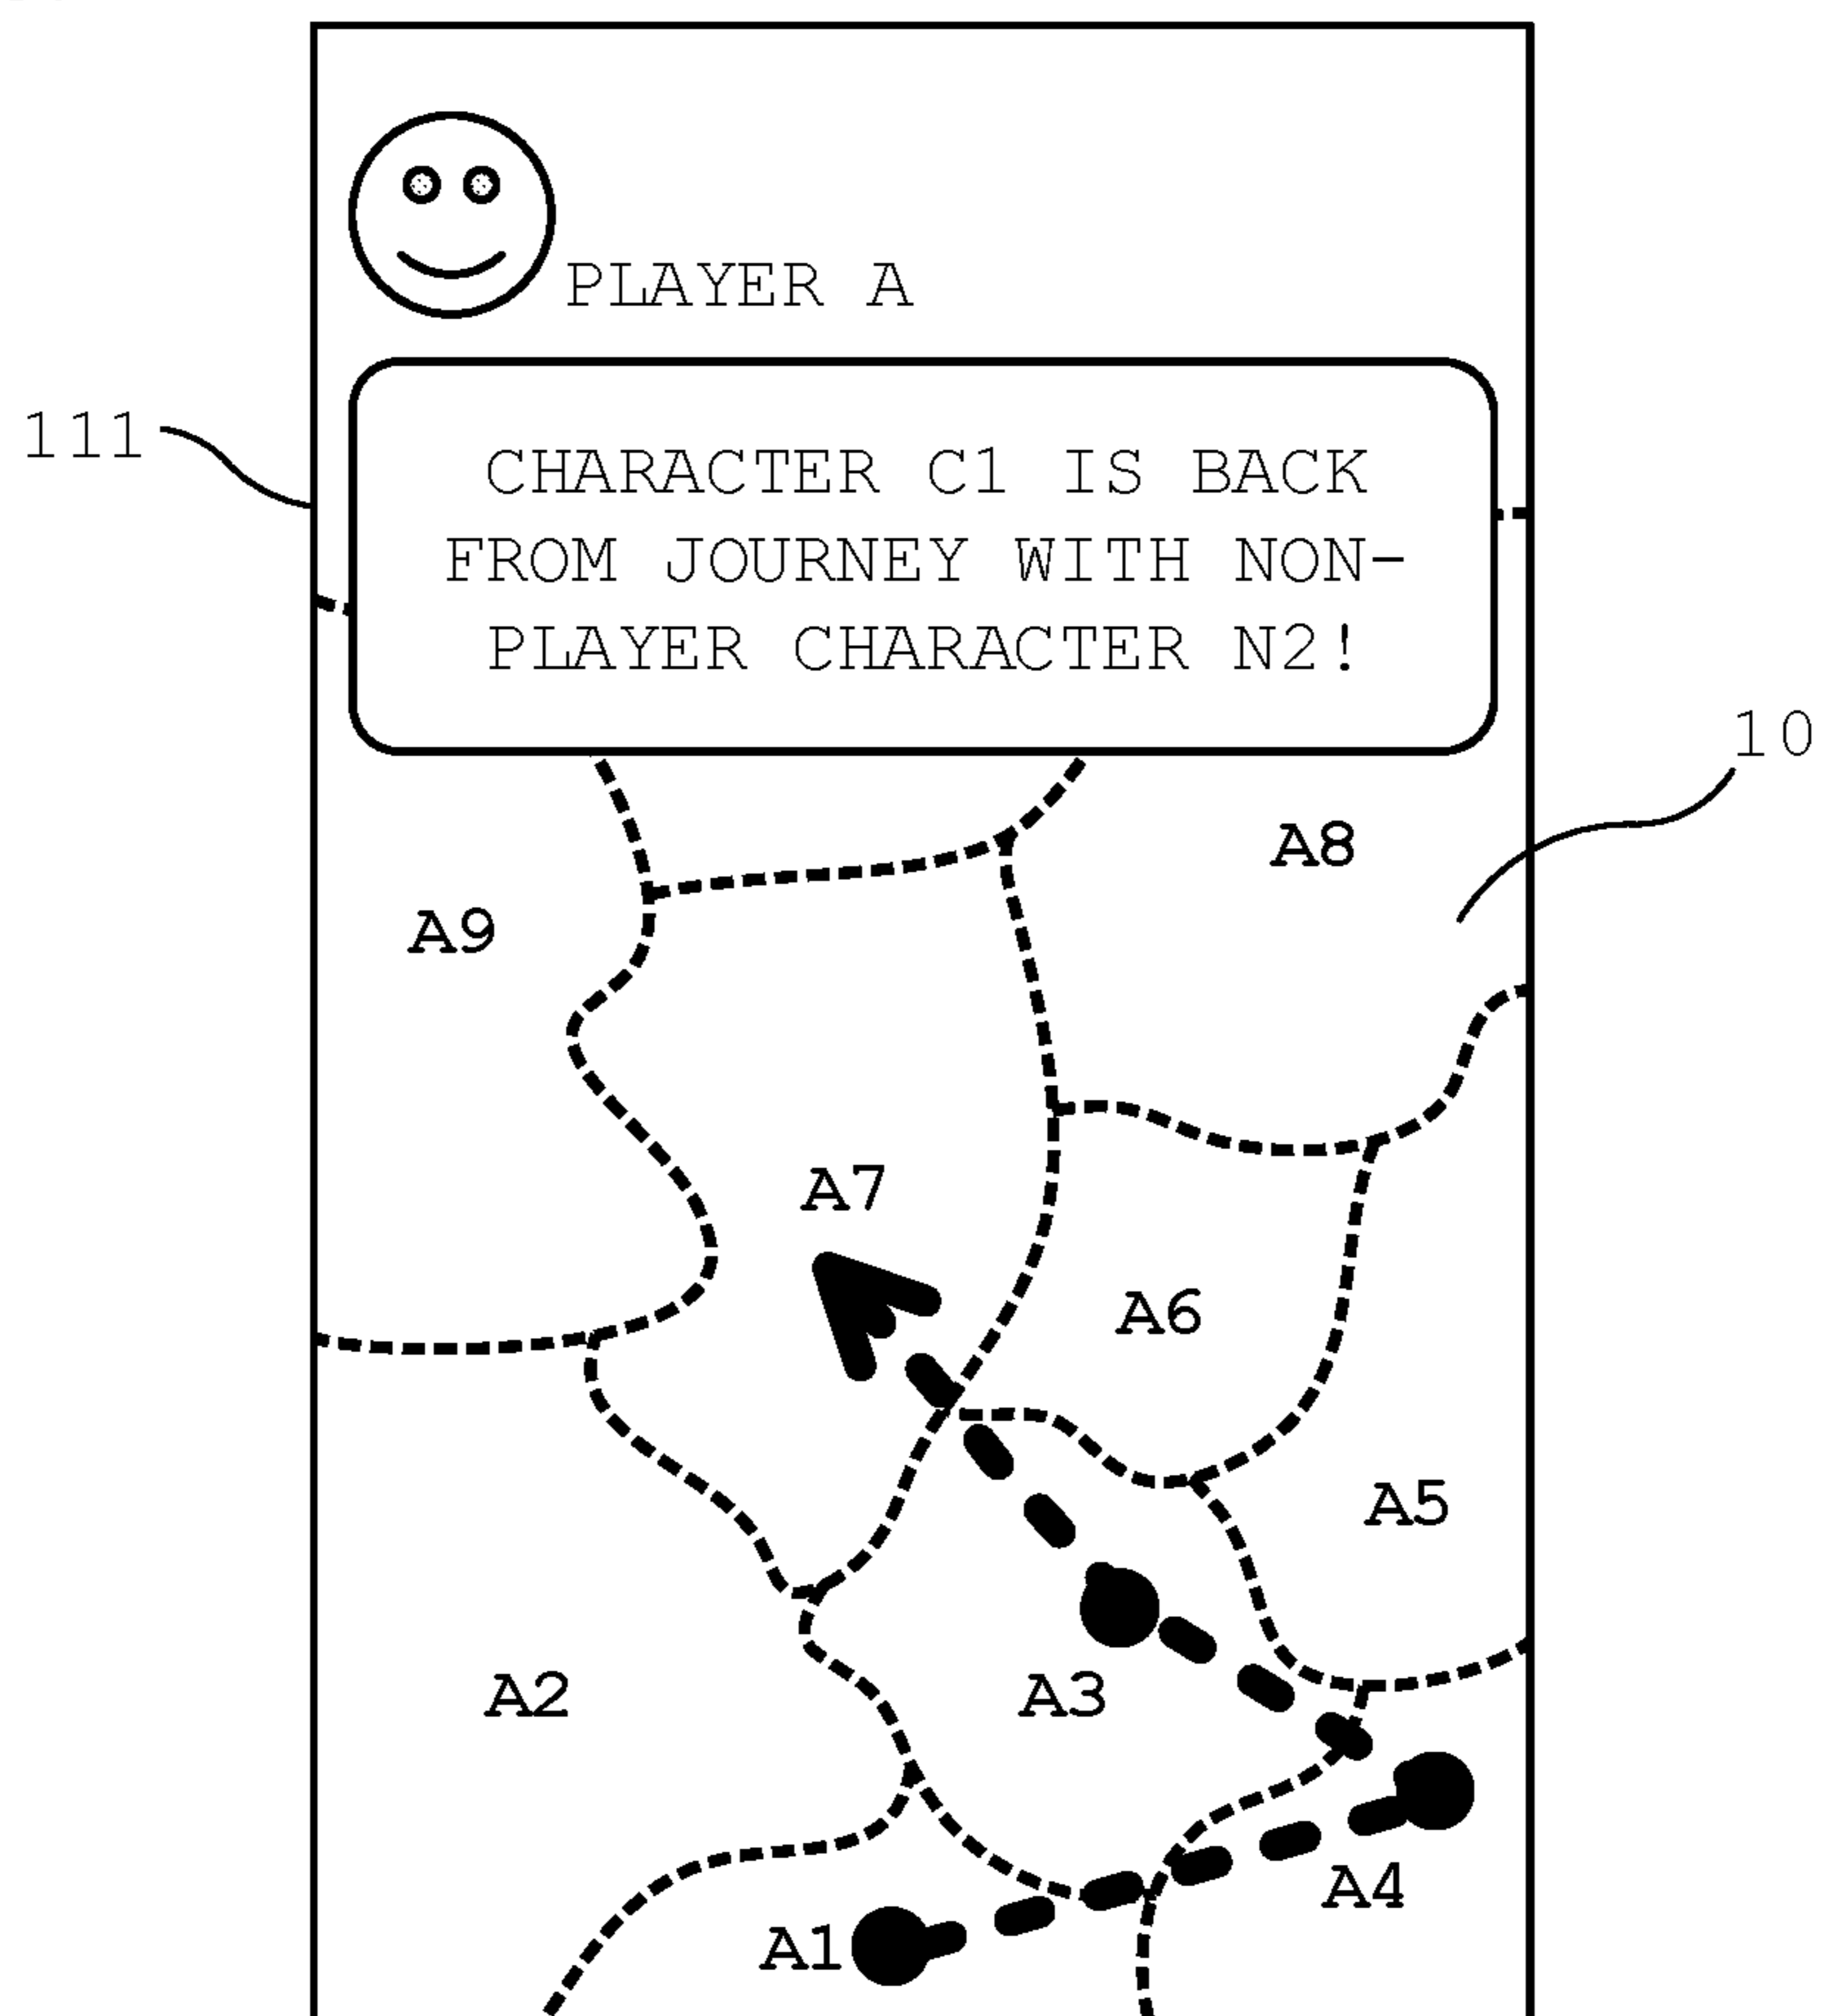 PLAYER A
111
CHARACTER C1 IS BACK
FROM JOURNEY WITH NON-
PLAYER CHARACTER N2!
10
A8
A9
A7
A6
A5
A2
A3
A4
A1